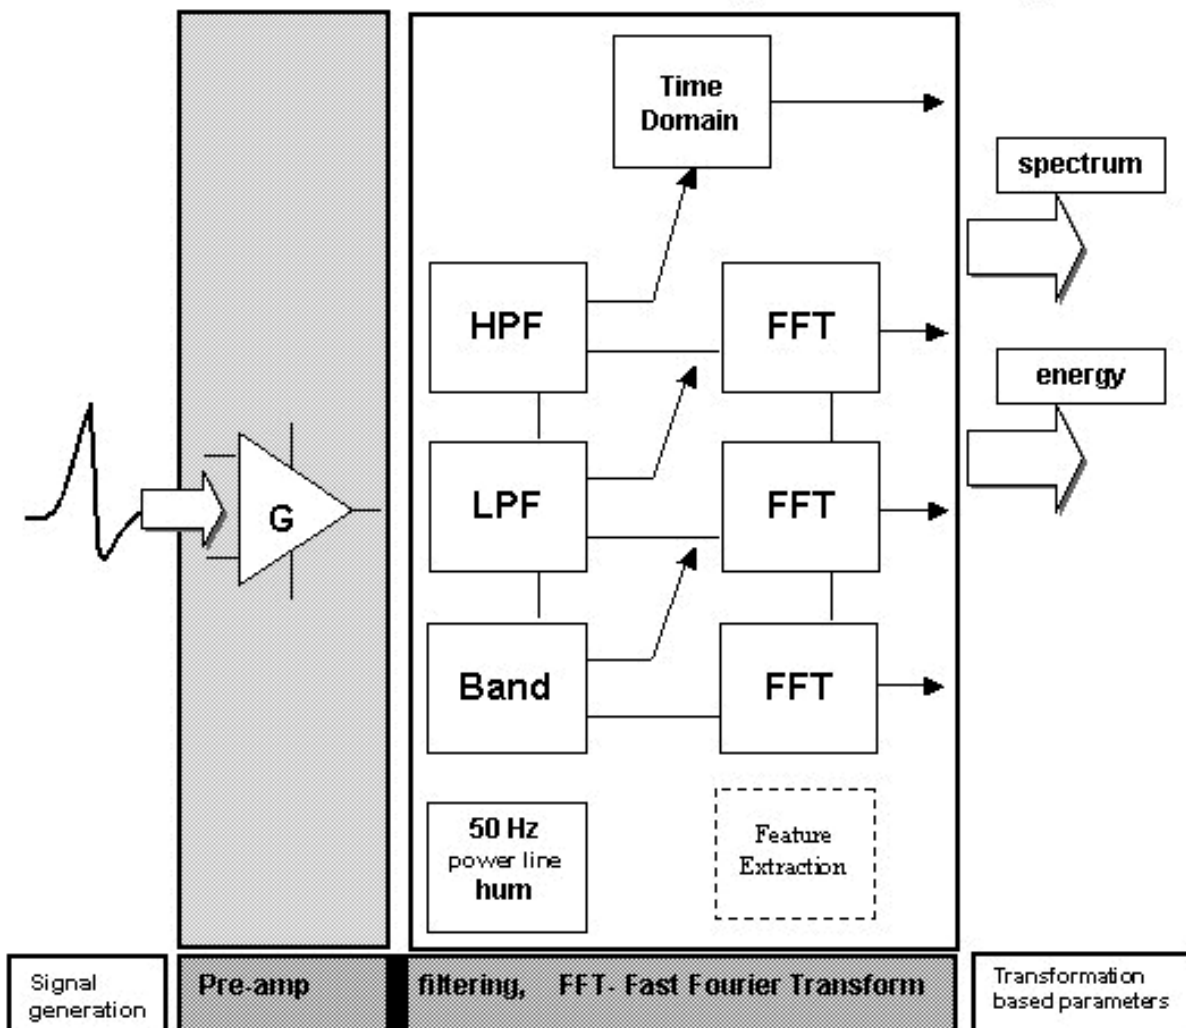 Time
Domain
spectrum
HPF
FFT
energy
G
LPF
FFT
Band
FFT
50 Hz
power line
hum
Feature
Extraction
Signal
generation
Pre-amp
filtering, FFT- Fast Fourier Transform
Transformation
based parameters